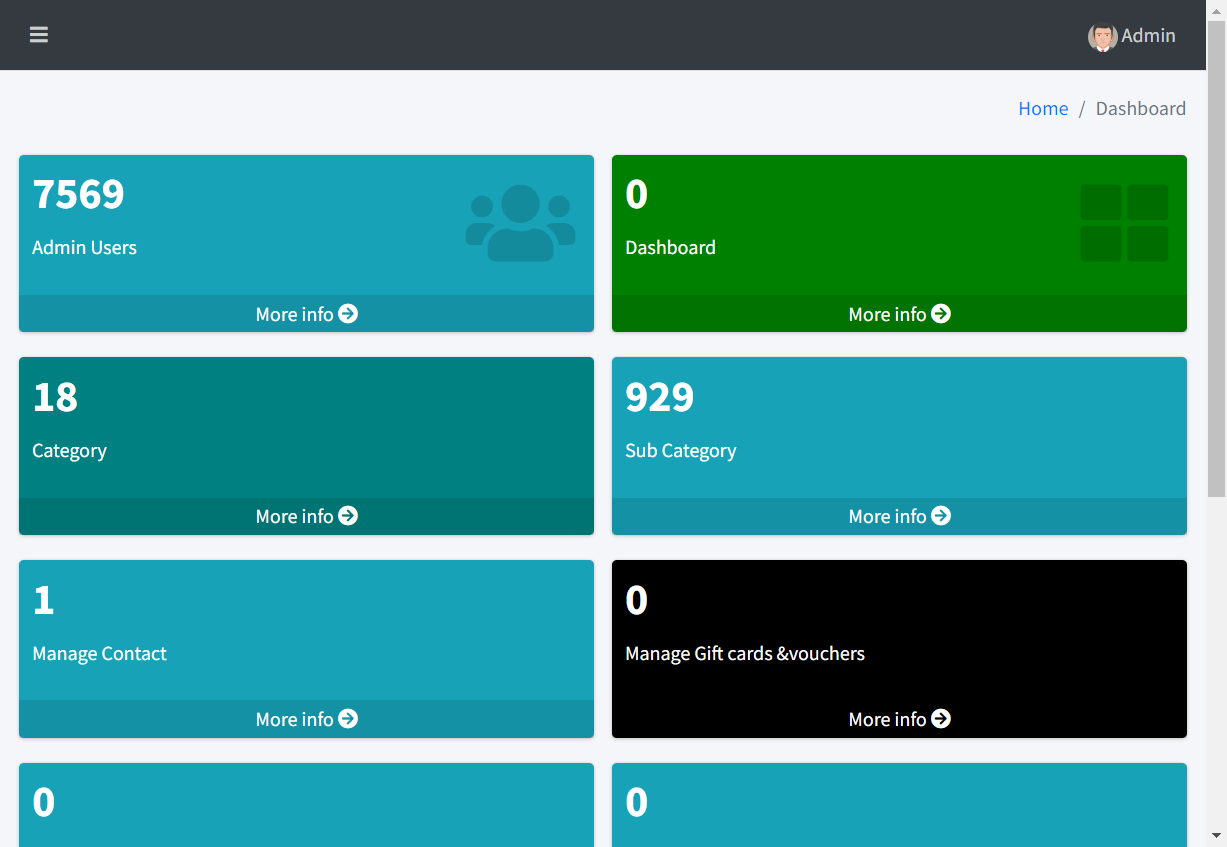 Admin
Home / Dashboard
7569
Admin Users
More info
0
Dashboard
More info
18
Category
More info
929
Sub Category
More info
1
Manage Contact
More info
0
Manage Gift cards &vouchers
More info
0
0